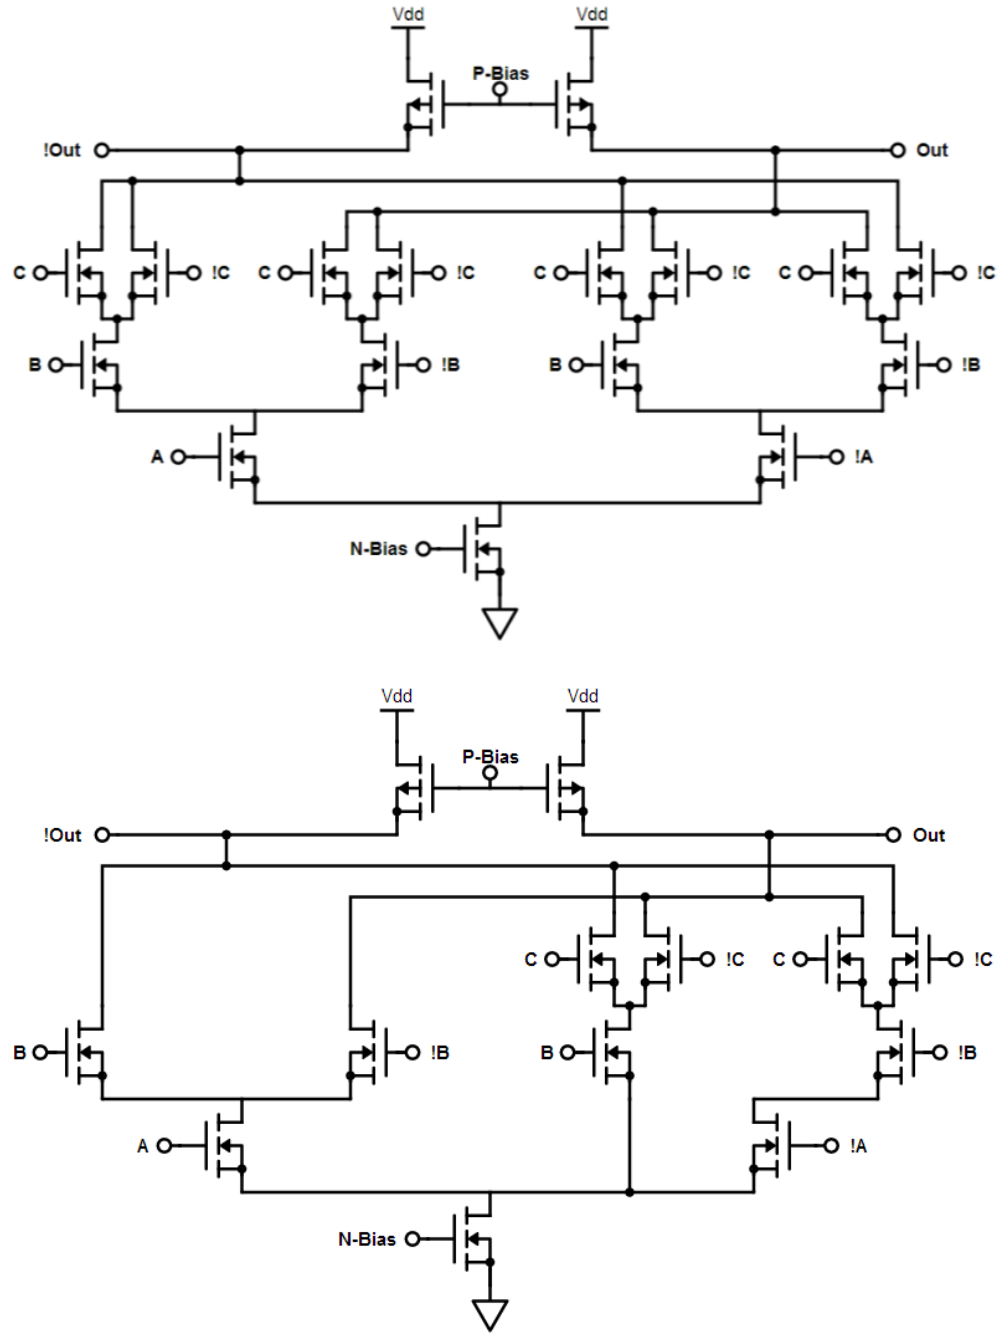 Vdd Vdd
P-Bias
!Out Out
C !C C !C C !C C !C
B !B B !B
A !A
N-Bias
Vdd Vdd
P-Bias
!Out Out
C !C C !C
B !B B !B
A !A
N-Bias